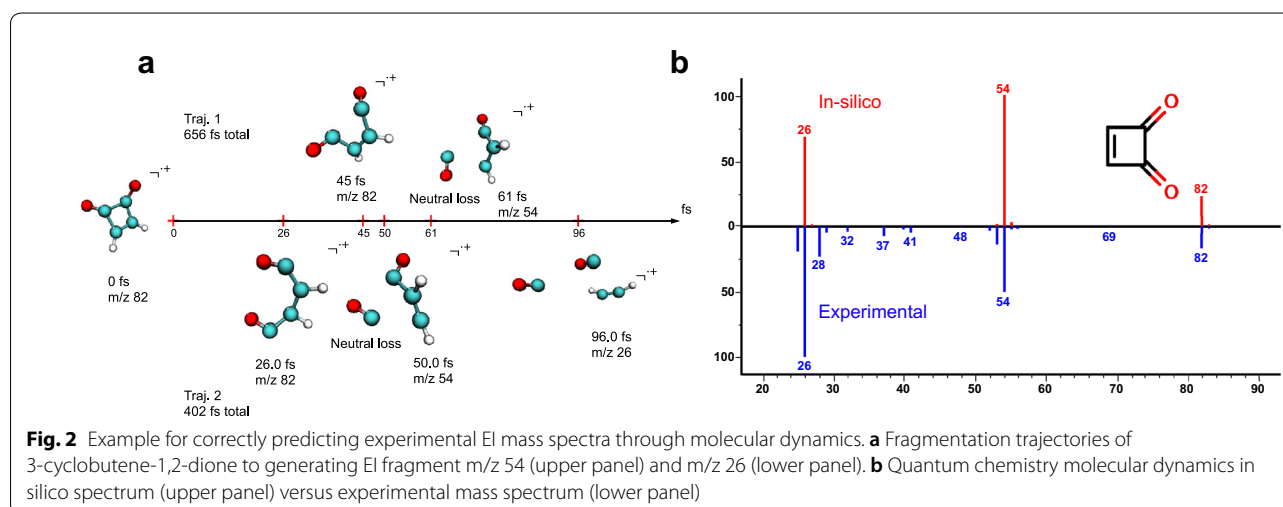 a
Traj. 1
656 fs total
¬·+
¬·+
¬·+
45 fs
m/z 82
Neutral loss
61 fs
m/z 54
fs
0
26
45
50
61
96
0 fs
m/z 82
¬·+
¬·+
¬·+
26.0 fs
m/z 82
Neutral loss
50.0 fs
m/z 54
96.0 fs
m/z 26
Traj. 2
402 fs total
b
100
50
0
50
100
In-silico
26
54
82
O
O
28
32
37
41
48
54
69
82
26
Experimental
20
30
40
50
60
70
80
90
Fig. 2 Example for correctly predicting experimental EI mass spectra through molecular dynamics. a Fragmentation trajectories of
3-cyclobutene-1,2-dione to generating EI fragment m/z 54 (upper panel) and m/z 26 (lower panel). b Quantum chemistry molecular dynamics in
silico spectrum (upper panel) versus experimental mass spectrum (lower panel)